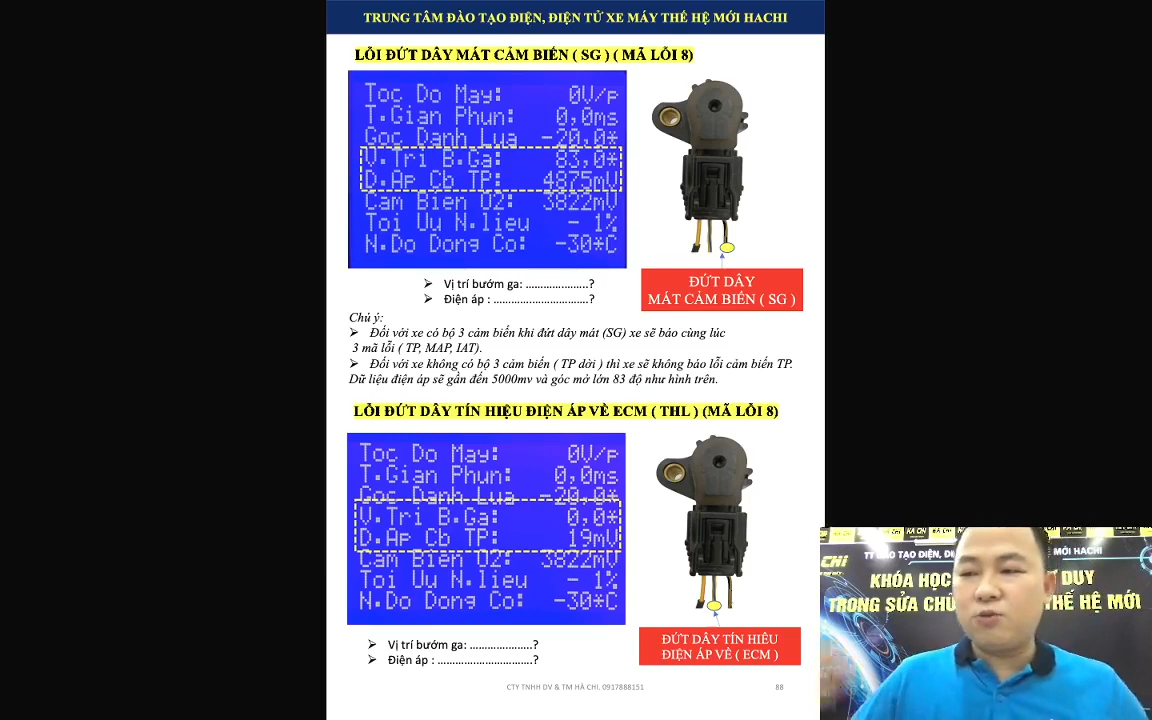 TRUNG TÂM ĐÀO TẠO ĐIỆN, ĐIỆN TỬ XE MÁY THẾ HỆ MỚI HACHI
LỖI ĐỨT DÂY MÁT CẢM BIẾN ( SG ) ( MÃ LỖI 8)
Toc Do May: 0V/p
T.Gian Phun: 0,0ms
Goc Danh Lua -20,0*
V.Tri B.Ga: 83,0*
D.Ap Cb TP: 4875mV
Cam Bien O2: 3822mV
Toi Uu N.lieu - 1%
N.Do Dong Co: -30*C
ĐỨT DÂY
MÁT CẢM BIẾN ( SG )
➢ Vị trí bướm ga: ………………...?
➢ Điện áp : …………………………..?
Chú ý:
➢ Đối với xe có bộ 3 cảm biến khi đứt dây mát (SG) xe sẽ báo cùng lúc
3 mã lỗi ( TP, MAP, IAT).
➢ Đối với xe không có bộ 3 cảm biến ( TP dời ) thì xe sẽ không báo lỗi cảm biến TP.
Dữ liệu điện áp sẽ gần đến 5000mv và góc mở lớn 83 độ như hình trên.
LỖI ĐỨT DÂY TÍN HIỆU ĐIỆN ÁP VỀ ECM ( THL ) (MÃ LỖI 8)
Toc Do May: 0V/p
T.Gian Phun: 0,0ms
Goc Danh Lua -20,0*
V.Tri B.Ga: 0,0*
D.Ap Cb TP: 19mV
Cam Bien O2: 3822mV
Toi Uu N.lieu - 1%
N.Do Dong Co: -30*C
ĐỨT DÂY TÍN HIÊU
ĐIỆN ÁP VỀ ( ECM )
➢ Vị trí bướm ga: ………………...?
➢ Điện áp : …………………………..?
CTY TNHH DV & TM HÀ CHI. 0917888151
88
CHI
TT ĐÀO TẠO ĐIỆN, MỚI HACHI
KHÓA HỌC DUY
TRONG SỬA CHỮ THẾ HỆ MỚI